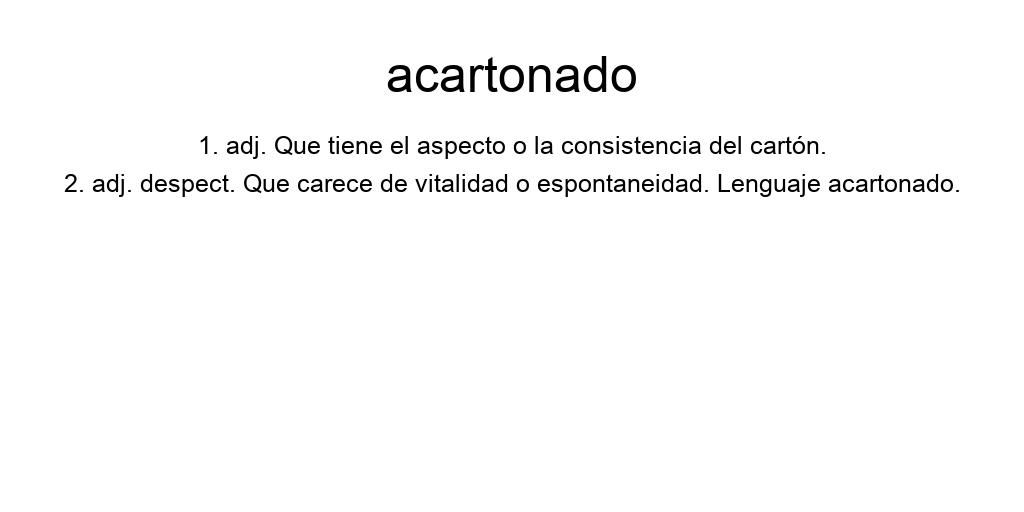 acartonado
1. adj. Que tiene el aspecto o la consistencia del cartón.
2. adj. despect. Que carece de vitalidad o espontaneidad. Lenguaje acartonado.